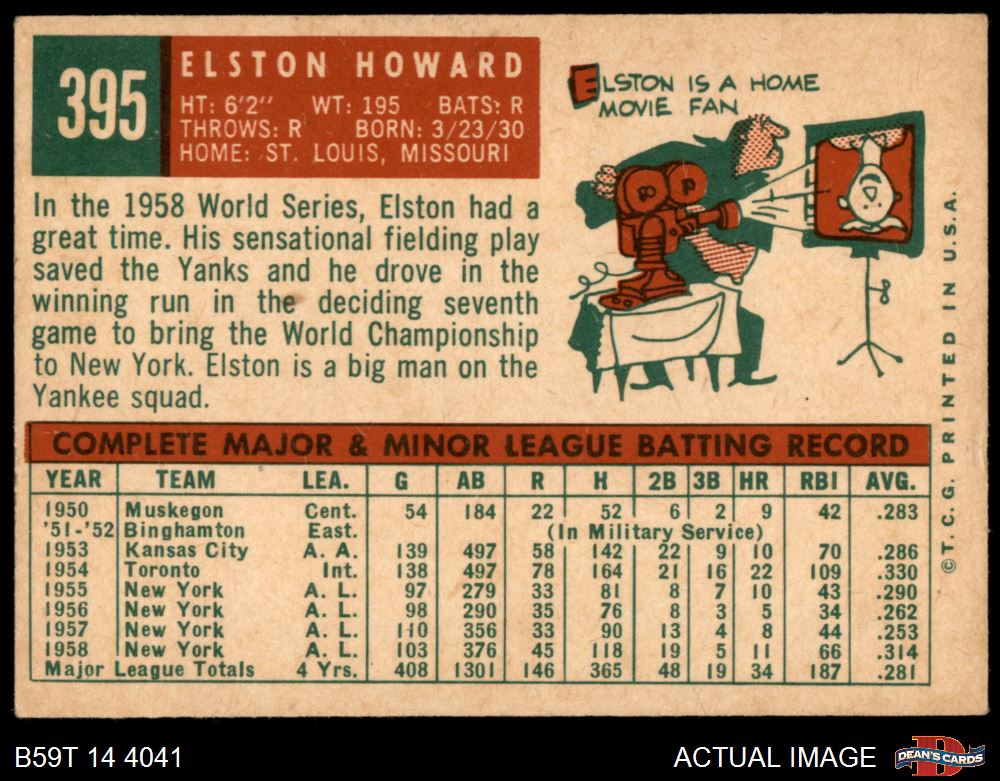 395
ELSTON HOWARD
HT: 6'2" WT: 195 BATS: R
THROWS: R BORN: 3/23/30
HOME: ST. LOUIS, MISSOURI
ELSTON IS A HOME
MOVIE FAN
In the 1958 World Series, Elston had a
great time. His sensational fielding play
saved the Yanks and he drove in the
winning run in the deciding seventh
game to bring the World Championship
to New York. Elston is a big man on the
Yankee squad.
COMPLETE MAJOR & MINOR LEAGUE BATTING RECORD
YEAR TEAM LEA. G AB R H 2B 3B HR RBI AVG.
1950 Muskegon Cent. 54 184 22 52 6 2 9 42 .283
'51-'52 Binghamton East. (In Military Service)
1953 Kansas City A. A. 139 497 58 142 22 9 10 70 .286
1954 Toronto Int. 138 497 78 164 21 16 22 109 .330
1955 New York A. L. 97 279 33 81 8 7 10 43 .290
1956 New York A. L. 98 290 35 76 8 3 5 34 .262
1957 New York A. L. 110 356 33 90 13 4 8 44 .253
1958 New York A. L. 103 376 45 118 19 5 11 66 .314
Major League Totals 4 Yrs. 408 1301 146 365 48 19 34 187 .281
©T. C. G. PRINTED IN U.S.A.
B59T 14 4041
ACTUAL IMAGE
D
DEAN'S CARDS